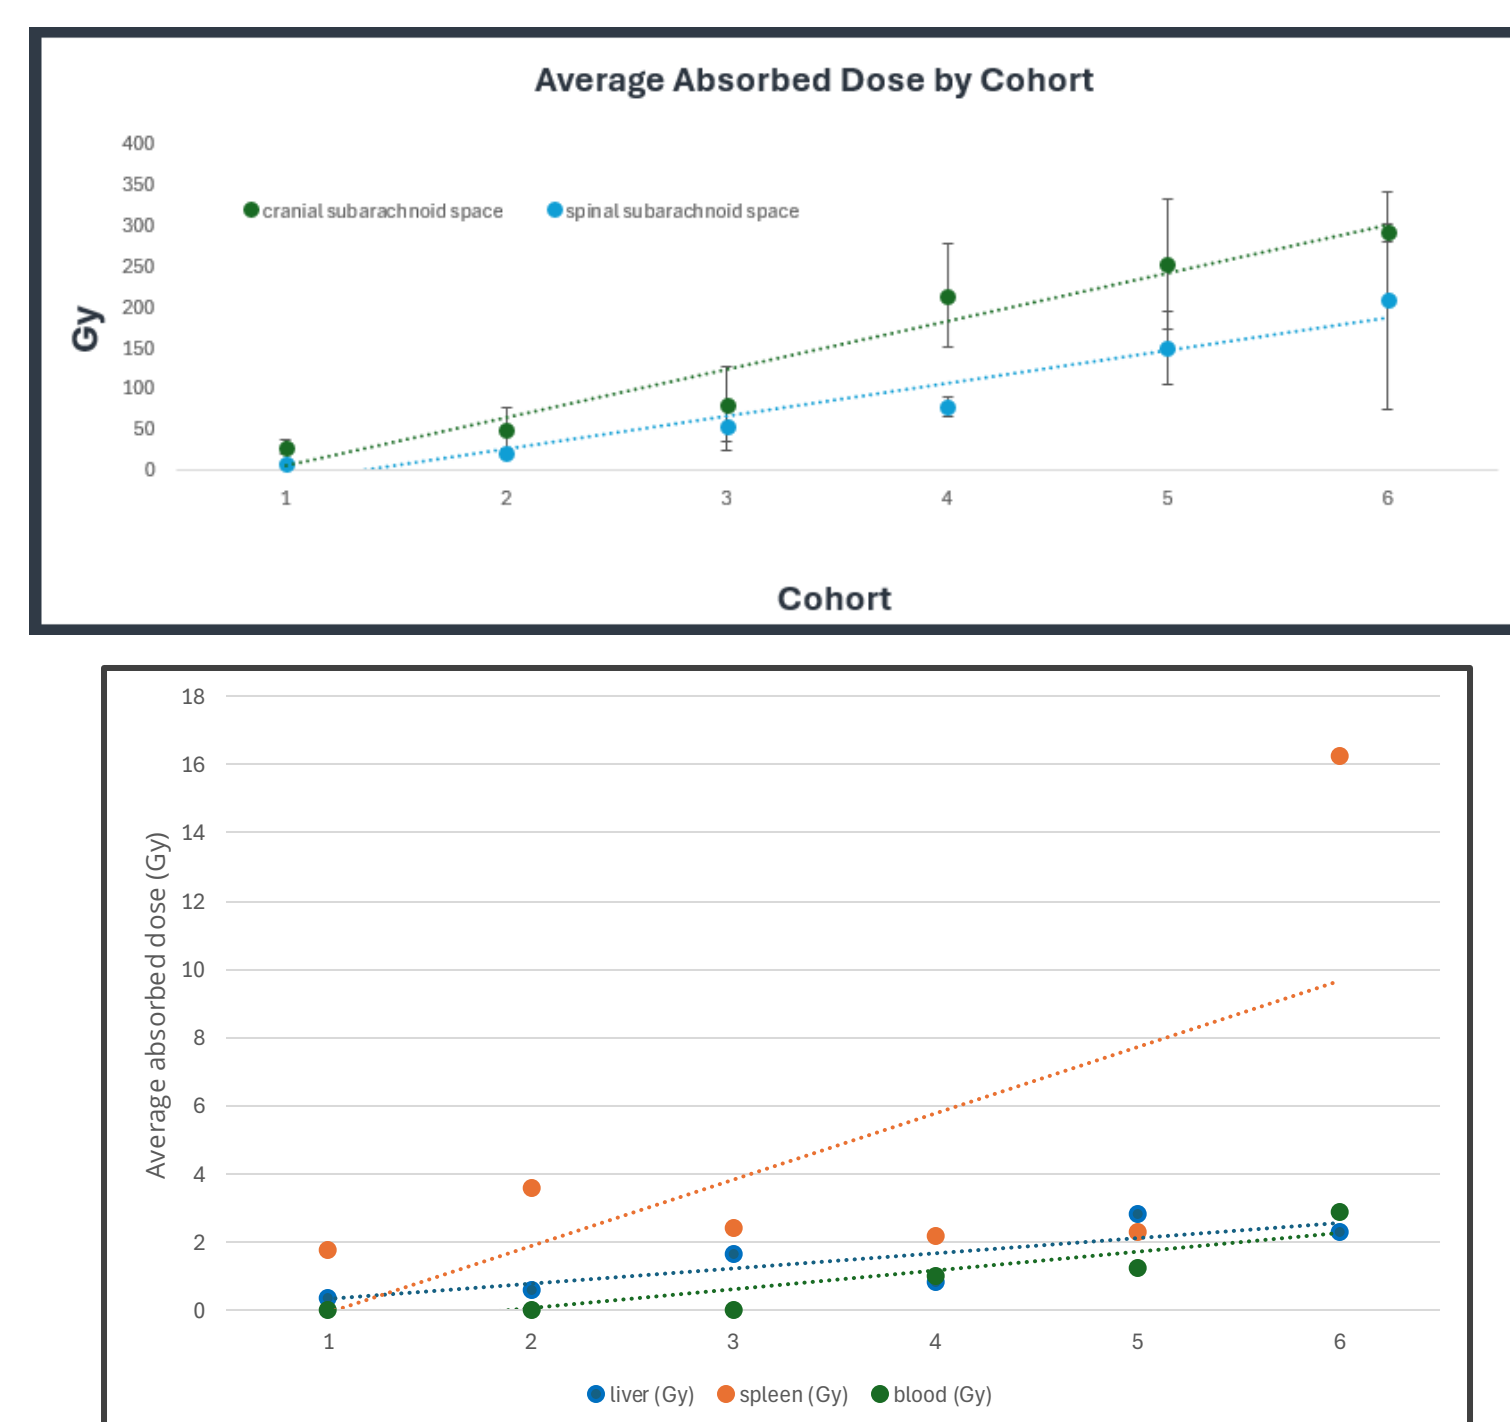 Average Absorbed Dose by Cohort
400
350
cranial subarachnoid space spinal subarachnoid space
300
250
200
Gy
150
100
50
0
1 2 3 4 5 6
Cohort
18
16
14
12
10
Average absorbed dose (Gy)
8
6
4
2
0
1 2 3 4 5 6
liver (Gy) spleen (Gy) blood (Gy)